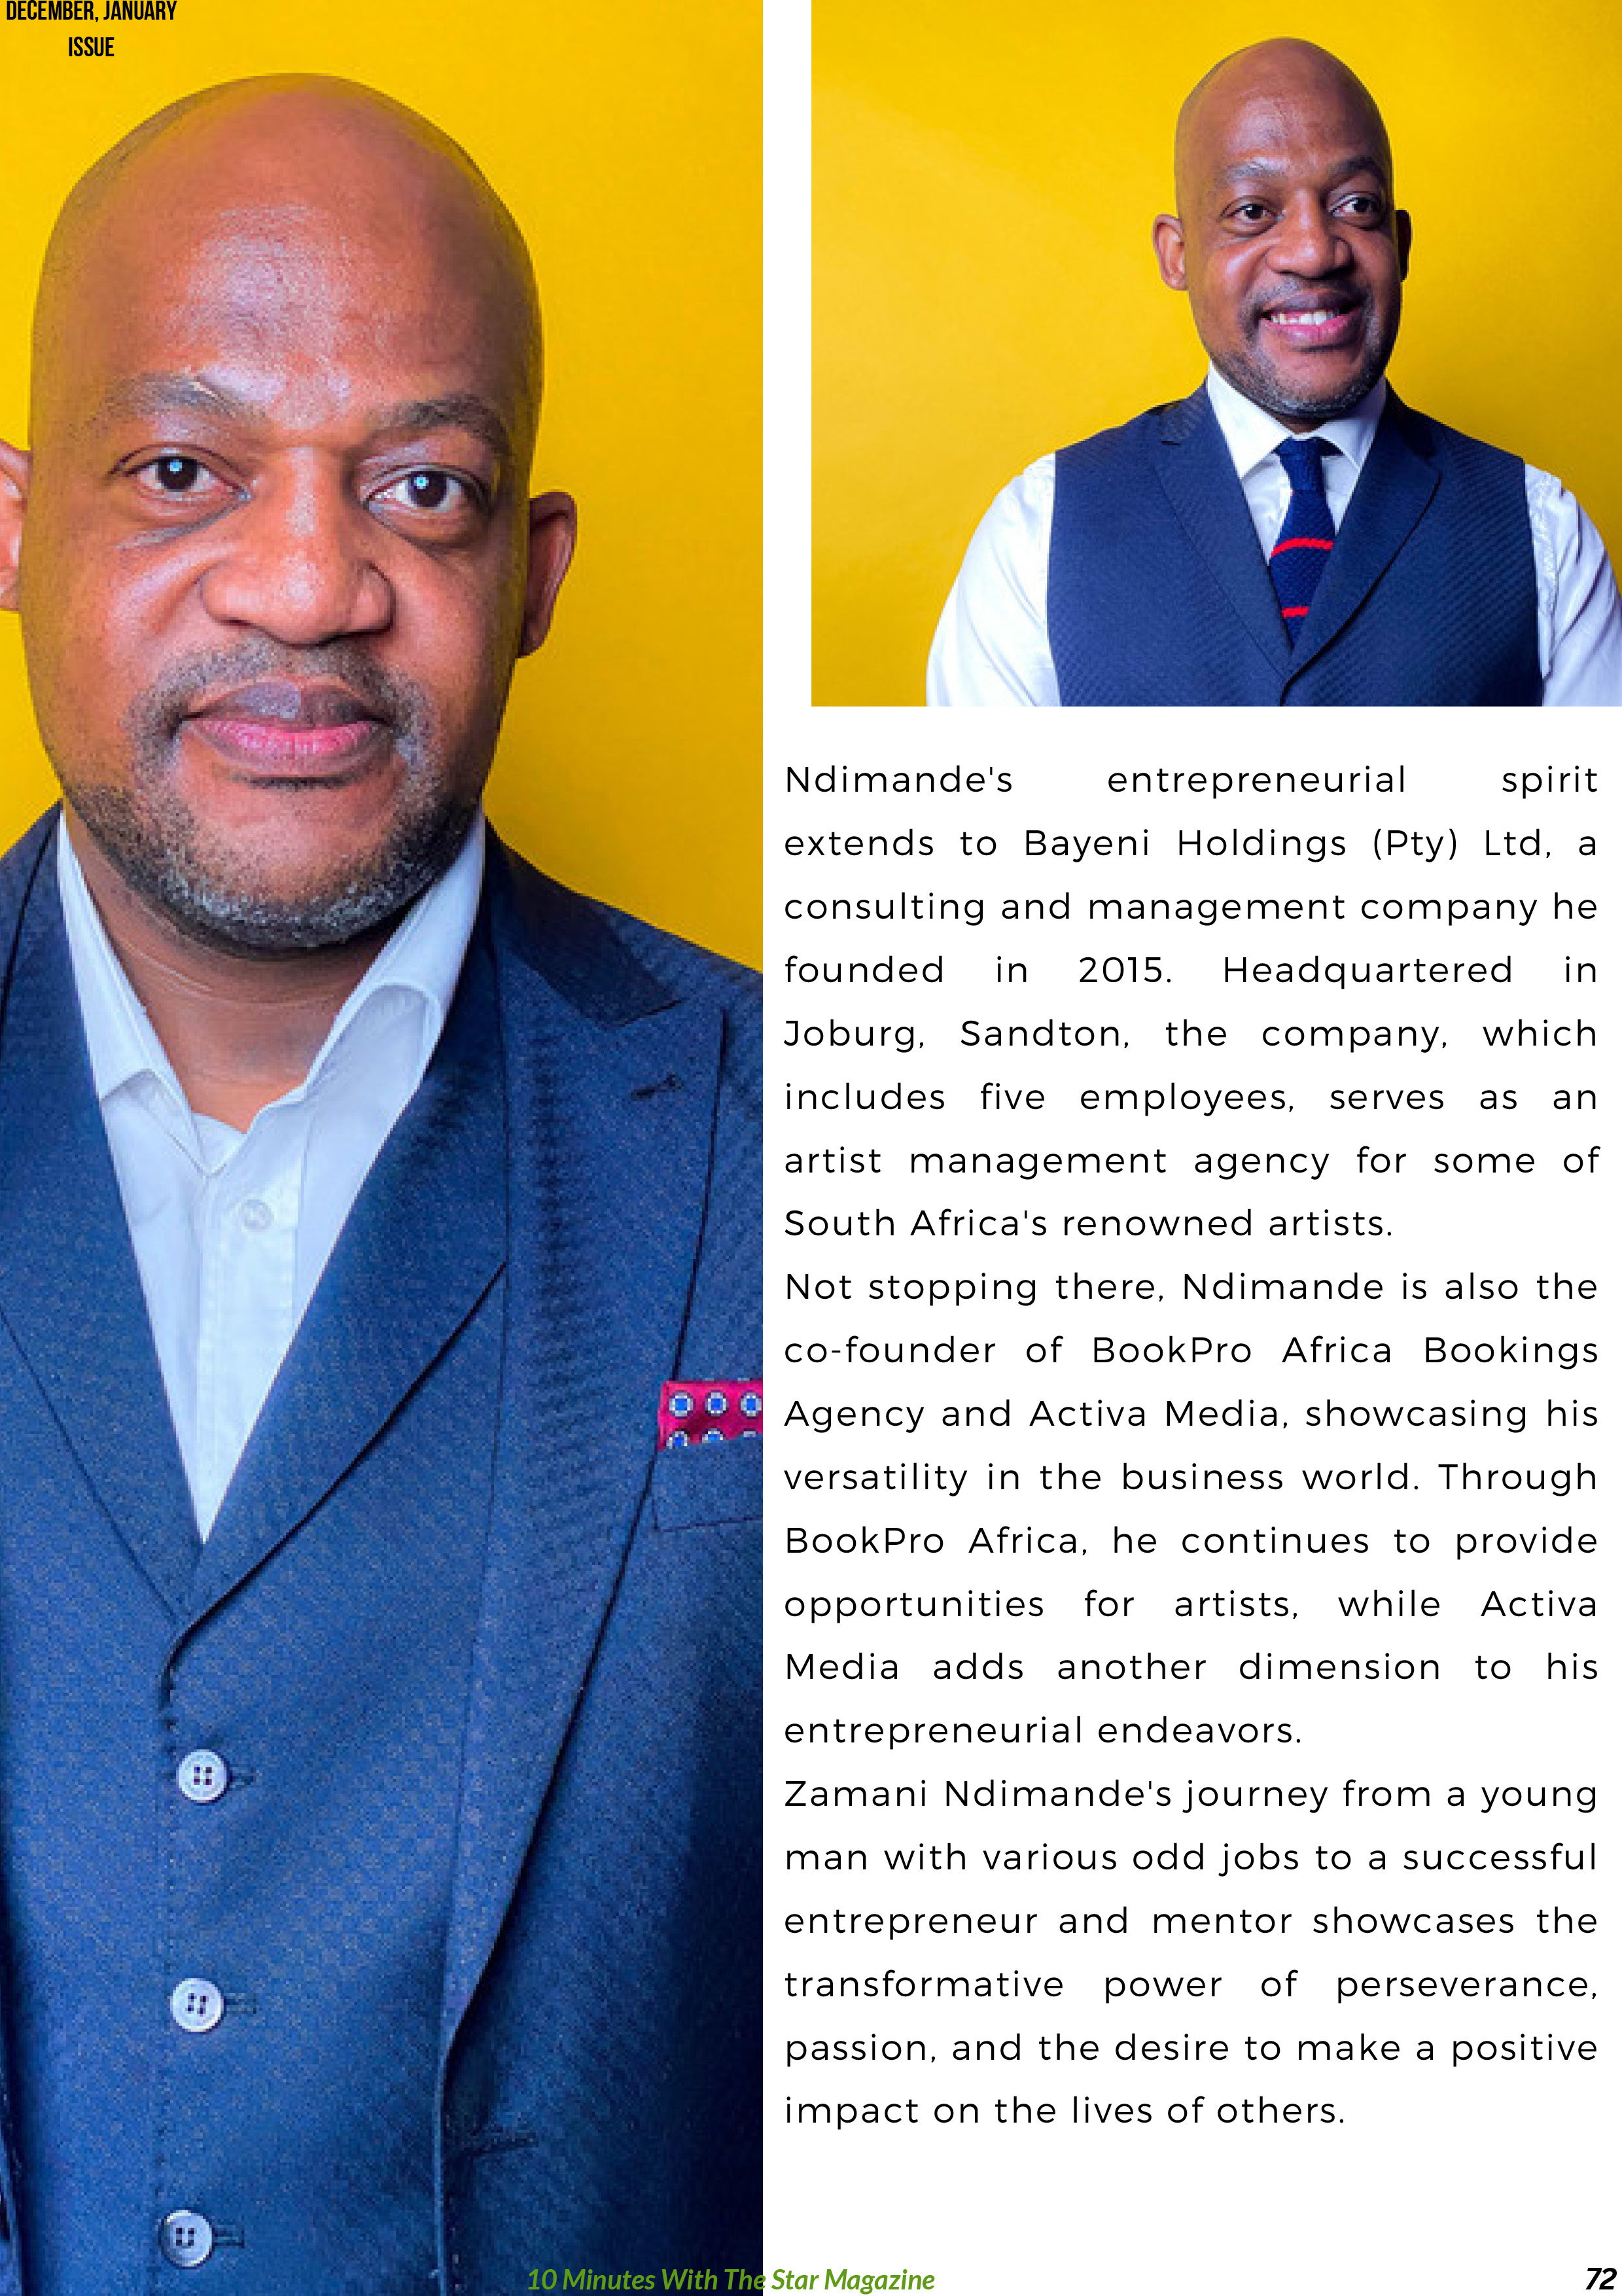 DECEMBER, JANUARY
ISSUE
Ndimande's entrepreneurial spirit
extends to Bayeni Holdings (Pty) Ltd, a
consulting and management company he
founded in 2015. Headquartered in
Joburg, Sandton, the company, which
includes five employees, serves as an
artist management agency for some of
South Africa's renowned artists.
Not stopping there, Ndimande is also the
co-founder of BookPro Africa Bookings
Agency and Activa Media, showcasing his
versatility in the business world. Through
BookPro Africa, he continues to provide
opportunities for artists, while Activa
Media adds another dimension to his
entrepreneurial endeavors.
Zamani Ndimande's journey from a young
man with various odd jobs to a successful
entrepreneur and mentor showcases the
transformative power of perseverance,
passion, and the desire to make a positive
impact on the lives of others.
10 Minutes With The Star Magazine
72